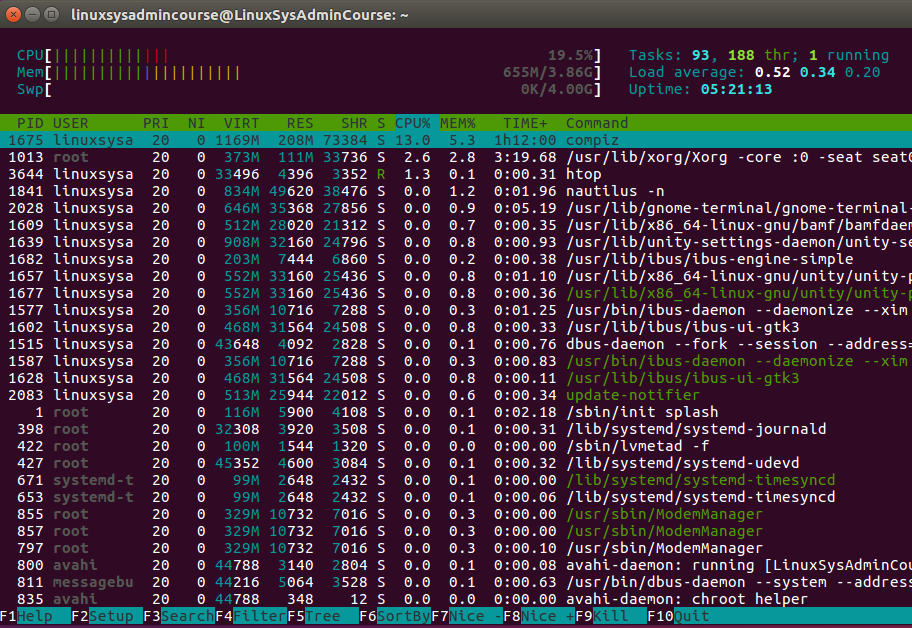 linuxsysadmincourse@LinuxSysAdminCourse: ~
CPU[||||||||||||| 19.5%] Tasks: 93, 188 thr; 1 running
Mem[||||||||||||||||||||| 655M/3.86G] Load average: 0.52 0.34 0.20
Swp[ 0K/4.00G] Uptime: 05:21:13
PID USER PRI NI VIRT RES SHR S CPU% MEM% TIME+ Command
1675 linuxsysa 20 0 1169M 208M 73384 S 13.0 5.3 1h12:00 compiz
1013 root 20 0 373M 111M 33736 S 2.6 2.8 3:19.68 /usr/lib/xorg/Xorg -core :0 -seat seat0
3644 linuxsysa 20 0 33496 4396 3352 R 1.3 0.1 0:00.31 htop
1841 linuxsysa 20 0 834M 49620 38476 S 0.0 1.2 0:01.96 nautilus -n
2028 linuxsysa 20 0 646M 35368 27856 S 0.0 0.9 0:05.19 /usr/lib/gnome-terminal/gnome-terminal-
1609 linuxsysa 20 0 512M 28020 21312 S 0.0 0.7 0:00.35 /usr/lib/x86_64-linux-gnu/bamf/bamfdaem
1639 linuxsysa 20 0 908M 32160 24796 S 0.0 0.8 0:00.93 /usr/lib/unity-settings-daemon/unity-se
1682 linuxsysa 20 0 203M 7444 6860 S 0.0 0.2 0:00.38 /usr/lib/ibus/ibus-engine-simple
1657 linuxsysa 20 0 552M 33160 25436 S 0.0 0.8 0:01.10 /usr/lib/x86_64-linux-gnu/unity/unity-p
1677 linuxsysa 20 0 552M 33160 25436 S 0.0 0.8 0:00.36 /usr/lib/x86_64-linux-gnu/unity/unity-p
1577 linuxsysa 20 0 356M 10716 7288 S 0.0 0.3 0:01.25 /usr/bin/ibus-daemon --daemonize --xim
1602 linuxsysa 20 0 468M 31564 24508 S 0.0 0.8 0:00.33 /usr/lib/ibus/ibus-ui-gtk3
1515 linuxsysa 20 0 43648 4092 2828 S 0.0 0.1 0:00.76 dbus-daemon --fork --session --address=
1587 linuxsysa 20 0 356M 10716 7288 S 0.0 0.3 0:00.83 /usr/bin/ibus-daemon --daemonize --xim
1628 linuxsysa 20 0 468M 31564 24508 S 0.0 0.8 0:00.11 /usr/lib/ibus/ibus-ui-gtk3
2083 linuxsysa 20 0 513M 25944 22012 S 0.0 0.6 0:00.34 update-notifier
1 root 20 0 116M 5900 4108 S 0.0 0.1 0:02.18 /sbin/init splash
398 root 20 0 32308 3920 3508 S 0.0 0.1 0:00.31 /lib/systemd/systemd-journald
422 root 20 0 100M 1544 1320 S 0.0 0.0 0:00.00 /sbin/lvmetad -f
427 root 20 0 45352 4600 3084 S 0.0 0.1 0:00.32 /lib/systemd/systemd-udevd
671 systemd-t 20 0 99M 2648 2432 S 0.0 0.1 0:00.00 /lib/systemd/systemd-timesyncd
653 systemd-t 20 0 99M 2648 2432 S 0.0 0.1 0:00.06 /lib/systemd/systemd-timesyncd
855 root 20 0 329M 10732 7016 S 0.0 0.3 0:00.00 /usr/sbin/ModemManager
857 root 20 0 329M 10732 7016 S 0.0 0.3 0:00.00 /usr/sbin/ModemManager
797 root 20 0 329M 10732 7016 S 0.0 0.3 0:00.10 /usr/sbin/ModemManager
800 avahi 20 0 44788 3140 2804 S 0.0 0.1 0:00.08 avahi-daemon: running [LinuxSysAdminCou
811 messagebu 20 0 44216 5064 3528 S 0.0 0.1 0:00.63 /usr/bin/dbus-daemon --system --address
835 avahi 20 0 44788 348 12 S 0.0 0.0 0:00.00 avahi-daemon: chroot helper
F1Help F2Setup F3SearchF4FilterF5Tree F6SortByF7Nice -F8Nice +F9Kill F10Quit